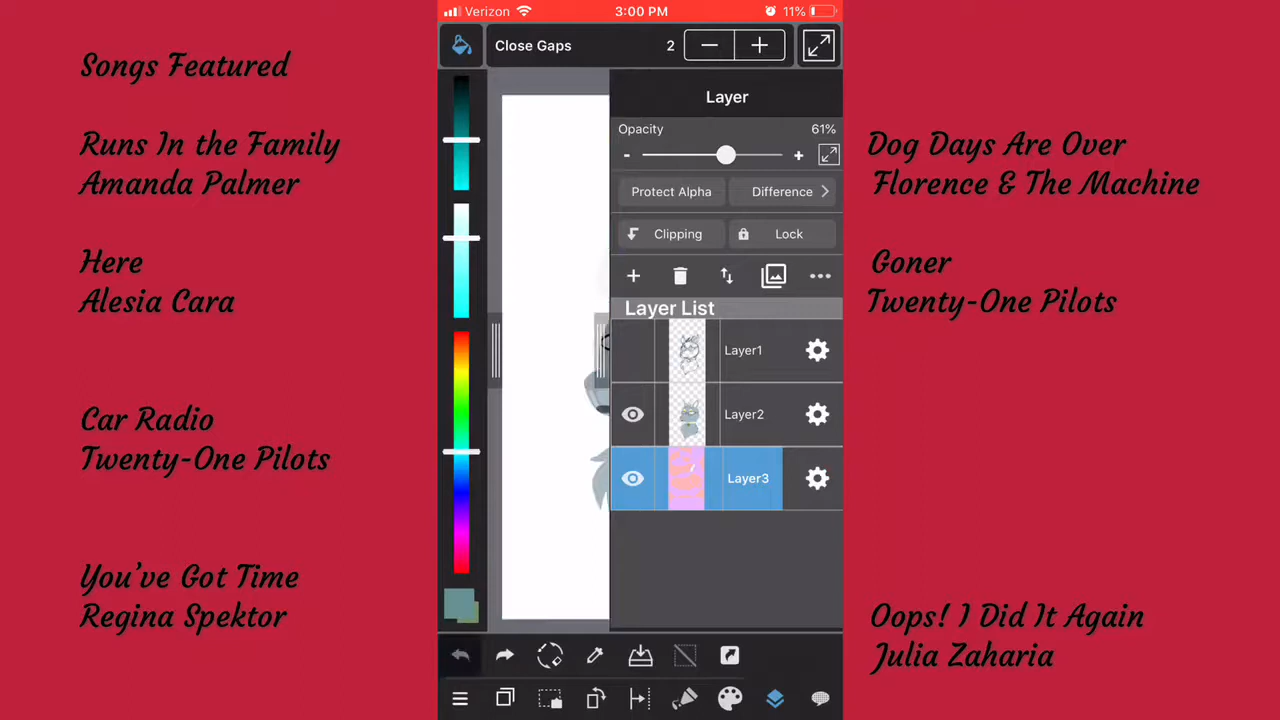 Verizon 3:00 PM 11%
Close Gaps 2
Layer
Opacity 61%
Protect Alpha Difference
Clipping Lock
Layer List
Layer1
Layer2
Layer3
Songs Featured
Runs In the Family
Amanda Palmer
Here
Alesia Cara
Car Radio
Twenty-One Pilots
You've Got Time
Regina Spektor
Dog Days Are Over
Florence & The Machine
Goner
Twenty-One Pilots
Oops! I Did It Again
Julia Zaharia